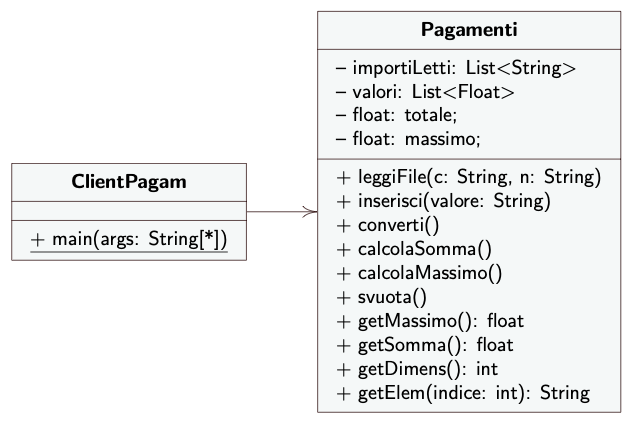 ClientPagam
+ main(args: String[*])
Pagamenti
– importiLetti: List<String>
– valori: List<Float>
– float: totale;
– float: massimo;
+ leggiFile(c: String, n: String)
+ inserisci(valore: String)
+ converti()
+ calcolaSomma()
+ calcolaMassimo()
+ svuota()
+ getMassimo(): float
+ getSomma(): float
+ getDimens(): int
+ getElem(indice: int): String